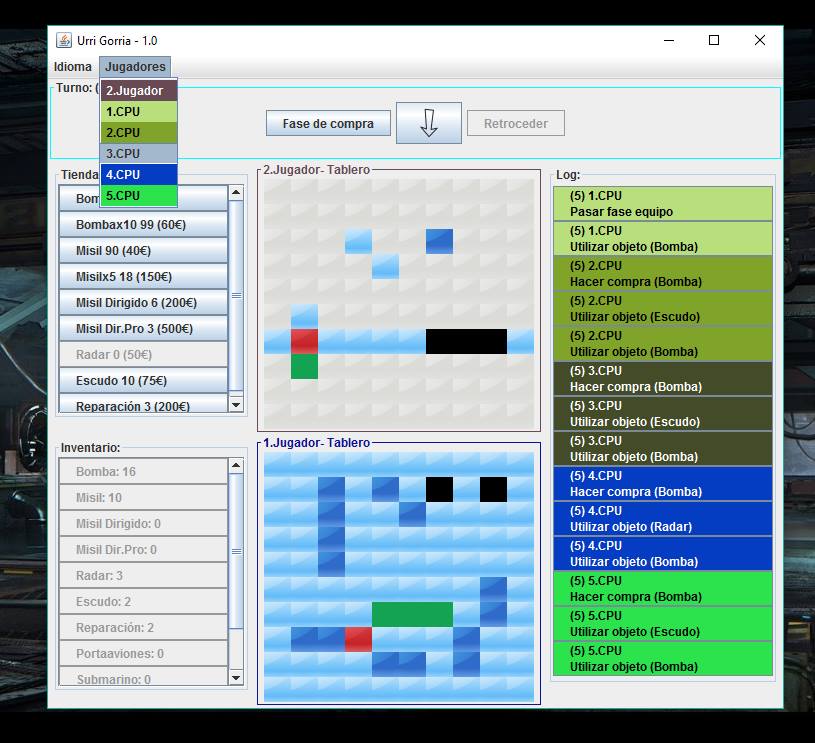 Urri Gorria - 1.0
Idioma Jugadores
Turno: (
2.Jugador
1.CPU
2.CPU
3.CPU
4.CPU
5.CPU
Fase de compra
Retroceder
Tienda
Bom
Bombax10 99 (60€)
Misil 90 (40€)
Misilx5 18 (150€)
Misil Dirigido 6 (200€)
Misil Dir.Pro 3 (500€)
Radar 0 (50€)
Escudo 10 (75€)
Reparación 3 (200€)
Inventario:
Bomba: 16
Misil: 10
Misil Dirigido: 0
Misil Dir.Pro: 0
Radar: 3
Escudo: 2
Reparación: 2
Portaaviones: 0
Submarino: 0
2.Jugador- Tablero
1.Jugador- Tablero
Log:
(5) 1.CPU
Pasar fase equipo
(5) 1.CPU
Utilizar objeto (Bomba)
(5) 2.CPU
Hacer compra (Bomba)
(5) 2.CPU
Utilizar objeto (Escudo)
(5) 2.CPU
Utilizar objeto (Bomba)
(5) 3.CPU
Hacer compra (Bomba)
(5) 3.CPU
Utilizar objeto (Escudo)
(5) 3.CPU
Utilizar objeto (Bomba)
(5) 4.CPU
Hacer compra (Bomba)
(5) 4.CPU
Utilizar objeto (Radar)
(5) 4.CPU
Utilizar objeto (Bomba)
(5) 5.CPU
Hacer compra (Bomba)
(5) 5.CPU
Utilizar objeto (Escudo)
(5) 5.CPU
Utilizar objeto (Bomba)